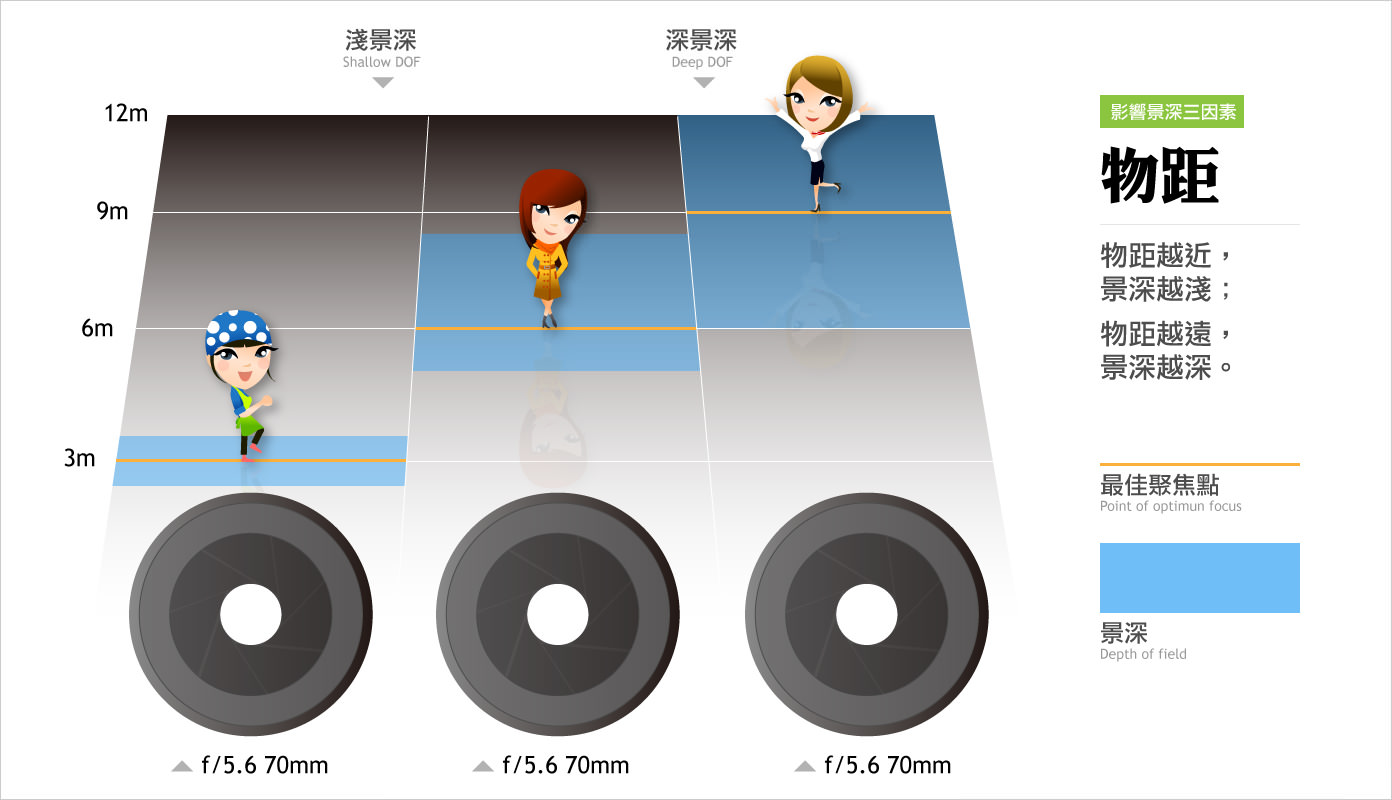 淺景深
Shallow DOF
深景深
Deep DOF
12m
9m
6m
3m
f/5.6 70mm
f/5.6 70mm
f/5.6 70mm
影響景深三因素
物距
物距越近，
景深越淺；
物距越遠，
景深越深。
最佳聚焦點
Point of optimun focus
景深
Depth of field